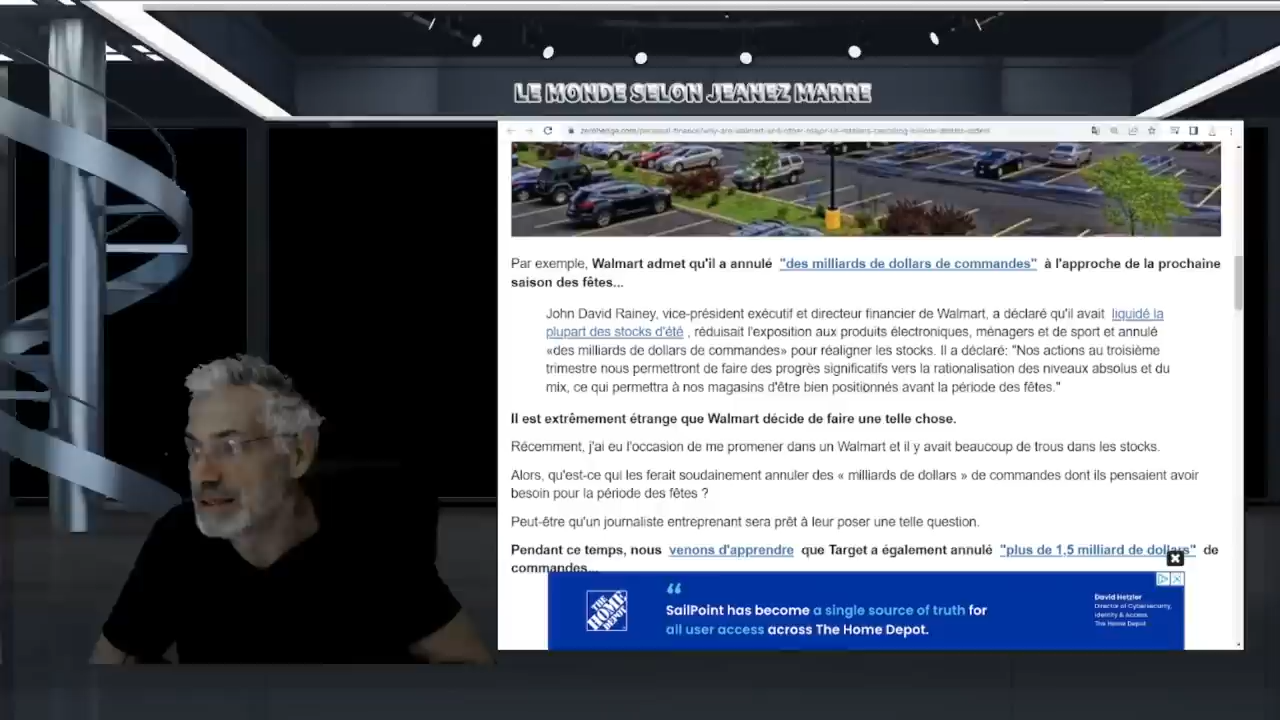 LE MONDE SELON JEANEZ MARRE
Par exemple, Walmart admet qu'il a annulé "des milliards de dollars de commandes" à l'approche de la prochaine
saison des fêtes...
John David Rainey, vice-président exécutif et directeur financier de Walmart, a déclaré qu'il avait liquidé la
plupart des stocks d'été , réduisait l'exposition aux produits électroniques, ménagers et de sport et annulé
«des milliards de dollars de commandes» pour réaligner les stocks. Il a déclaré: "Nos actions au troisième
trimestre nous permettront de faire des progrès significatifs vers la rationalisation des niveaux absolus et du
mix, ce qui permettra à nos magasins d'être bien positionnés avant la période des fêtes."
Il est extrêmement étrange que Walmart décide de faire une telle chose.
Récemment, j'ai eu l'occasion de me promener dans un Walmart et il y avait beaucoup de trous dans les stocks.
Alors, qu'est-ce qui les ferait soudainement annuler des « milliards de dollars » de commandes dont ils pensaient avoir
besoin pour la période des fêtes ?
Peut-être qu'un journaliste entreprenant sera prêt à leur poser une telle question.
Pendant ce temps, nous venons d'apprendre que Target a également annulé "plus de 1,5 milliard de dollars" de
commandes...
THE HOME DEPOT
SailPoint has become a single source of truth for
all user access across The Home Depot.
David Hetzler
Director of Cybersecurity,
Identity & Access,
The Home Depot